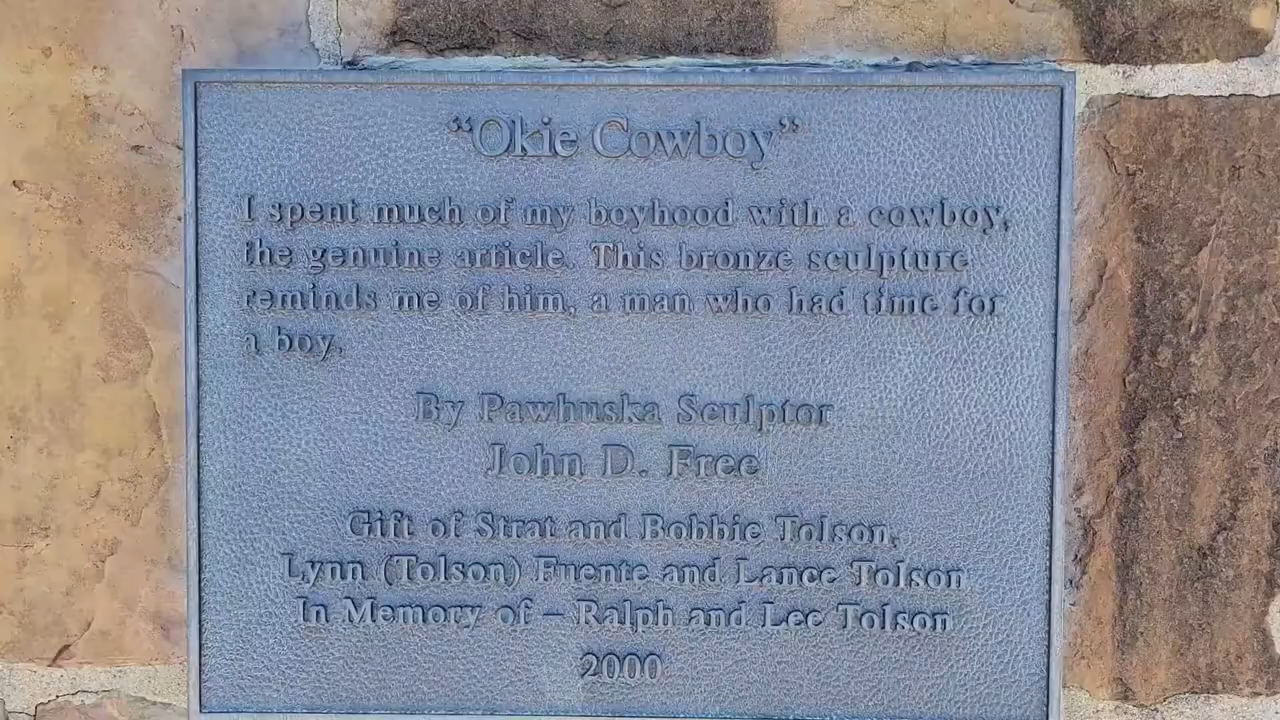 “Okie Cowboy”
I spent much of my boyhood with a cowboy,
the genuine article. This bronze sculpture
reminds me of him, a man who had time for
a boy.
By Pawhuska Sculptor
John D. Free
Gift of Strat and Bobbie Tolson,
Lynn (Tolson) Fuente and Lance Tolson
In Memory of – Ralph and Lee Tolson
2000